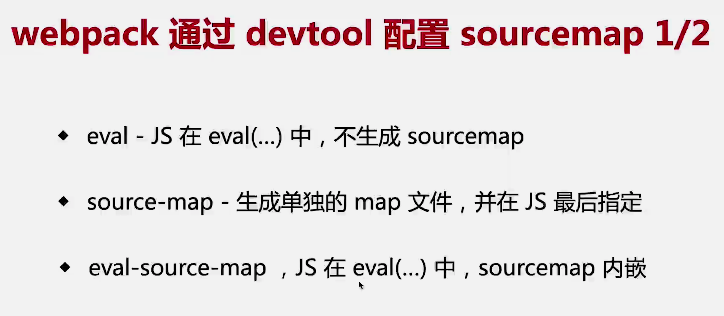 webpack 通过 devtool 配置 sourcemap 1/2
◆ eval - JS 在 eval(...) 中，不生成 sourcemap
◆ source-map - 生成单独的 map 文件，并在 JS 最后指定
◆ eval-source-map ，JS 在 eval(...) 中，sourcemap 内嵌